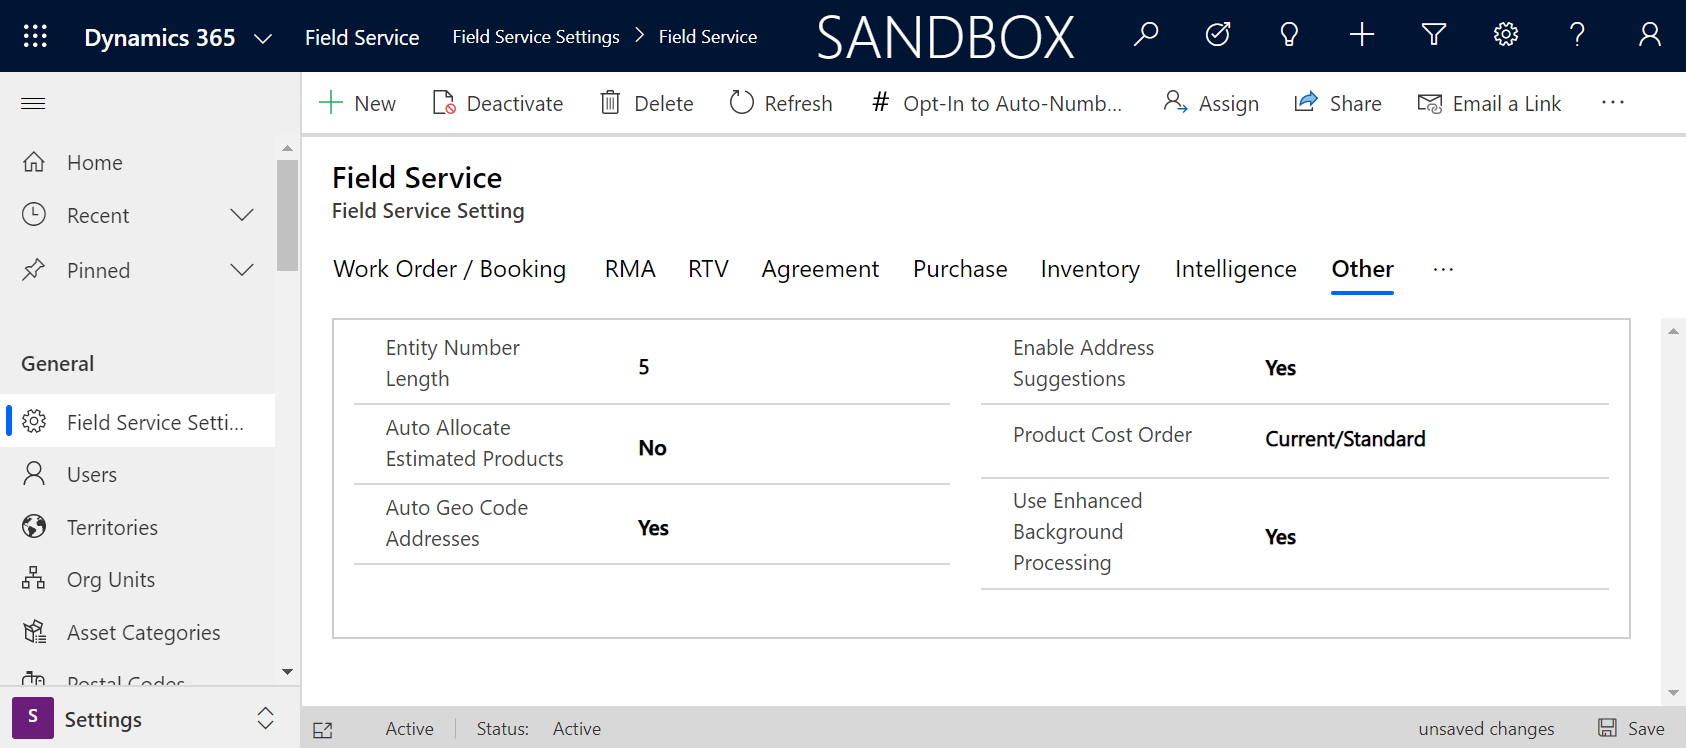 Dynamics 365
Field Service
Field Service Settings > Field Service
SANDBOX
New
Deactivate
Delete
Refresh
# Opt-In to Auto-Numb...
Assign
Share
Email a Link
...
Home
Recent
Pinned
General
Field Service Setti...
Users
Territories
Org Units
Asset Categories
Postal Codes
S
Settings
Field Service
Field Service Setting
Work Order / Booking
RMA
RTV
Agreement
Purchase
Inventory
Intelligence
Other
...
Entity Number
Length
5
Auto Allocate
Estimated Products
No
Auto Geo Code
Addresses
Yes
Enable Address
Suggestions
Yes
Product Cost Order
Current/Standard
Use Enhanced
Background
Processing
Yes
Active
Status: Active
unsaved changes
Save